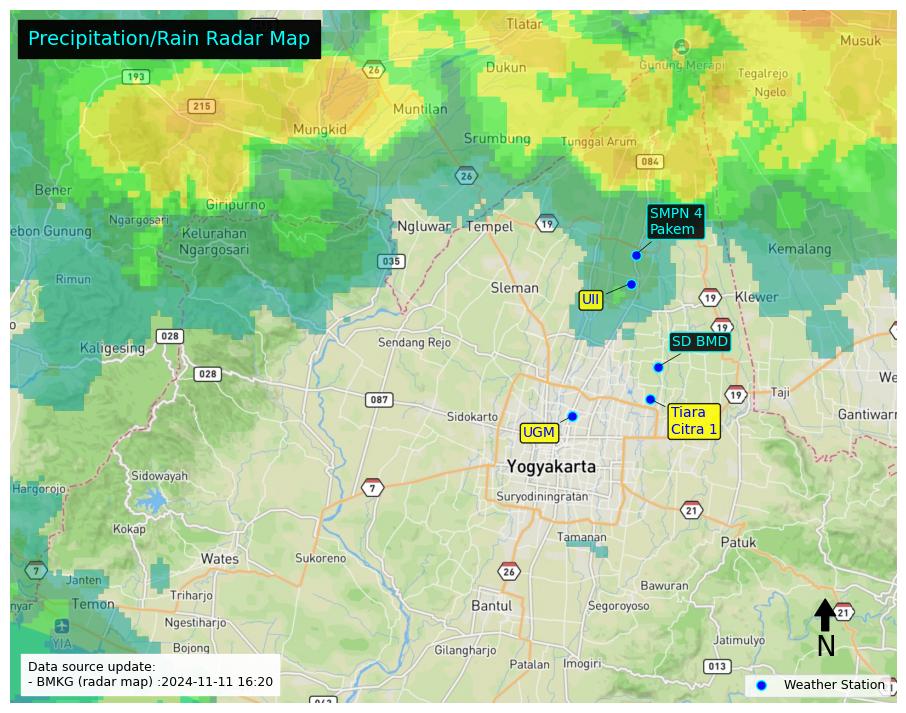 Precipitation/Rain Radar Map
Tlatar
Musuk
26
Dukun
Gunung Merapi
Tegalrejo
193
Ngelo
215
Muntilan
Mungkid
Srumbung
Tunggal Arum
084
26
Bener
Giripurno
Ngargosari
SMPN 4
Pakem
ebon Gunung
Kelurahan
Ngargosari
Ngluwar
Tempel
19
Kemalang
035
Rimun
Sleman
UII
19
Klewer
19
028
Kaligesing
Sendang Rejo
SD BMD
028
We
087
19
Taji
Sidokarto
Tiara
Citra 1
Gantiwarn
UGM
Yogyakarta
Sidowayah
Hargorojo
7
Suryodiningratan
21
Kokap
Tamanan
Patuk
Wates
Sukoreno
7
Janten
26
Bawuran
nyar
Temon
Triharjo
Bantul
Segoroyoso
21
Ngestiharjo
YIA
N
Jatimulyo
Bojong
Gilangharjo
Patalan
Imogiri
013
Data source update:
- BMKG (radar map) :2024-11-11 16:20
Weather Station